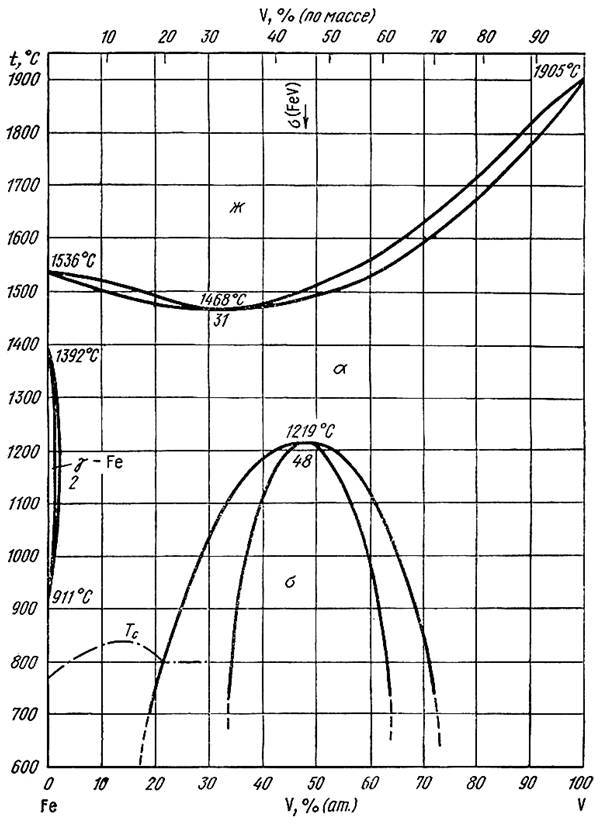 V, % (по массе)
0 10 20 30 40 50 60 70 80 90
t, °C
1900
1800
1700
1600
1500
1400
1300
1200
1100
1000
900
800
700
600
1905°C
σ(FeV)
ж
1536°C
1468°C
31
1392°C
α
1219°C
48
γ - Fe
2
σ
911°C
Tc
0 10 20 30 40 50 60 70 80 90 100
Fe V, % (ат.) V